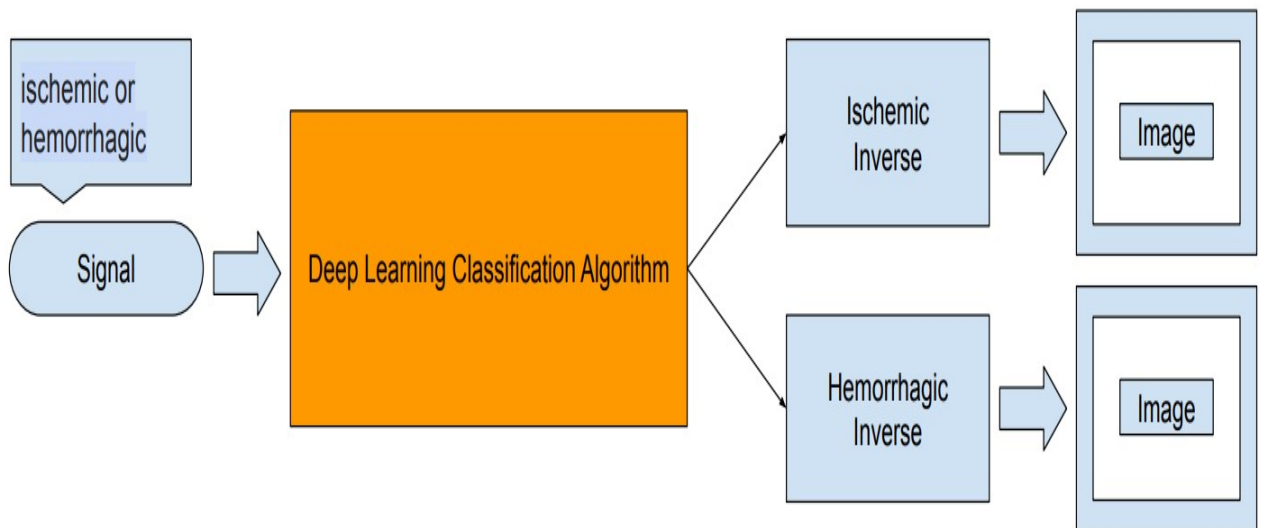 ischemic or
hemorrhagic
Signal
Deep Learning Classification Algorithm
Ischemic
Inverse
Image
Hemorrhagic
Inverse
Image